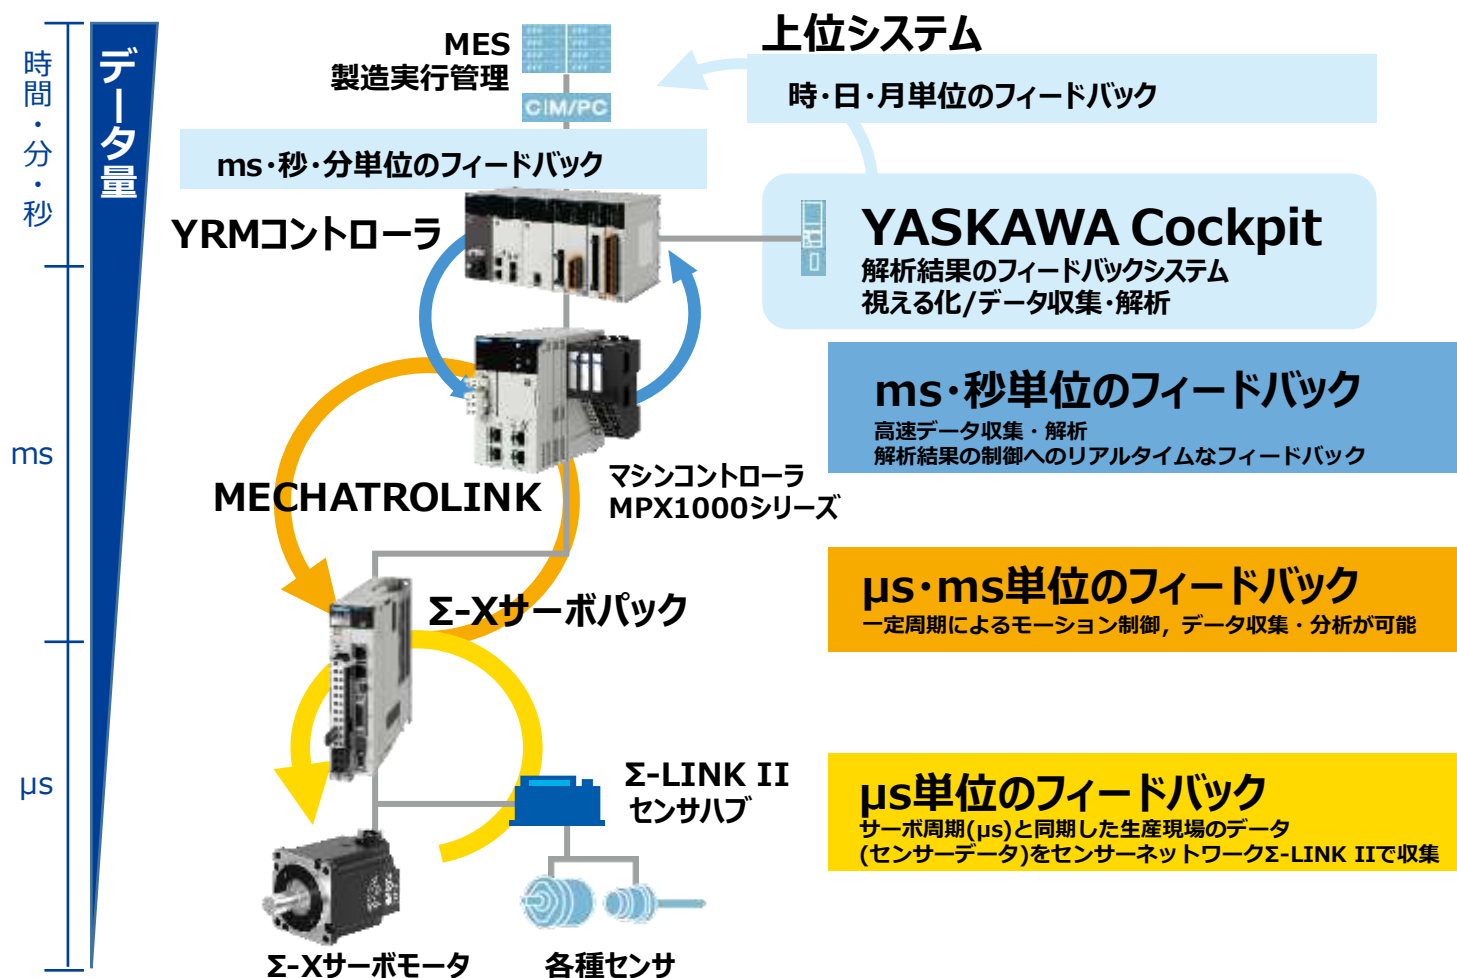 上位システム
MES
製造実行管理
CIM/PC
時・日・月単位のフィードバック
時間・分・秒
データ量
ms・秒・分単位のフィードバック
YRMコントローラ
YASKAWA Cockpit
解析結果のフィードバックシステム
視える化/データ収集・解析
ms・秒単位のフィードバック
高速データ収集・解析
解析結果の制御へのリアルタイムなフィードバック
ms
MECHATROLINK
マシンコントローラ
MPX1000シリーズ
Σ-Xサーボパック
µs・ms単位のフィードバック
一定周期によるモーション制御, データ収集・分析が可能
µs
Σ-LINK II
センサハブ
µs単位のフィードバック
サーボ周期(µs)と同期した生産現場のデータ
(センサーデータ)をセンサーネットワークΣ-LINK IIで収集
Σ-Xサーボモータ
各種センサ